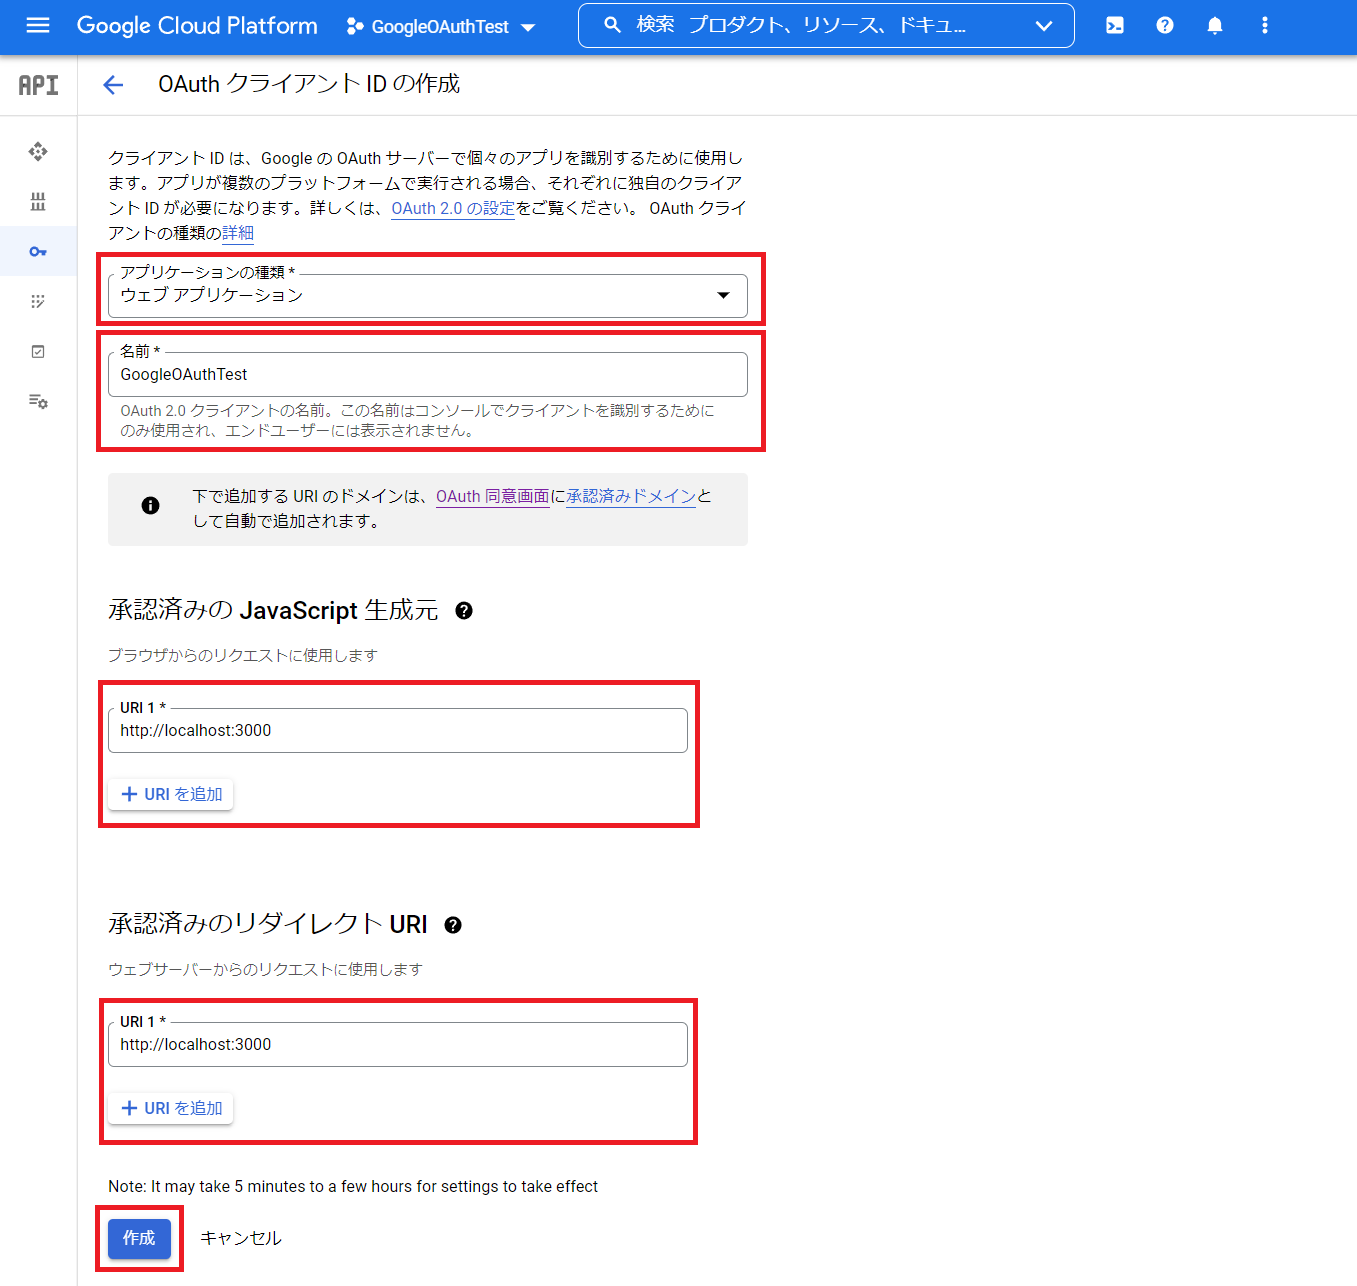 Google Cloud Platform
GoogleOAuthTest
検索 プロダクト、リソース、ドキュ...
API
OAuth クライアント ID の作成
クライアント ID は、Google の OAuth サーバーで個々のアプリを識別するために使用し
ます。アプリが複数のプラットフォームで実行される場合、それぞれに独自のクライア
ント ID が必要になります。詳しくは、OAuth 2.0 の設定をご覧ください。 OAuth クライ
アントの種類の詳細
アプリケーションの種類 *
ウェブ アプリケーション
名前 *
GoogleOAuthTest
OAuth 2.0 クライアントの名前。この名前はコンソールでクライアントを識別するために
のみ使用され、エンドユーザーには表示されません。
下で追加する URI のドメインは、OAuth 同意画面に承認済みドメインと
して自動で追加されます。
承認済みの JavaScript 生成元
ブラウザからのリクエストに使用します
URI 1 *
http://localhost:3000
URI を追加
承認済みのリダイレクト URI
ウェブサーバーからのリクエストに使用します
URI 1 *
http://localhost:3000
URI を追加
Note: It may take 5 minutes to a few hours for settings to take effect
作成 キャンセル